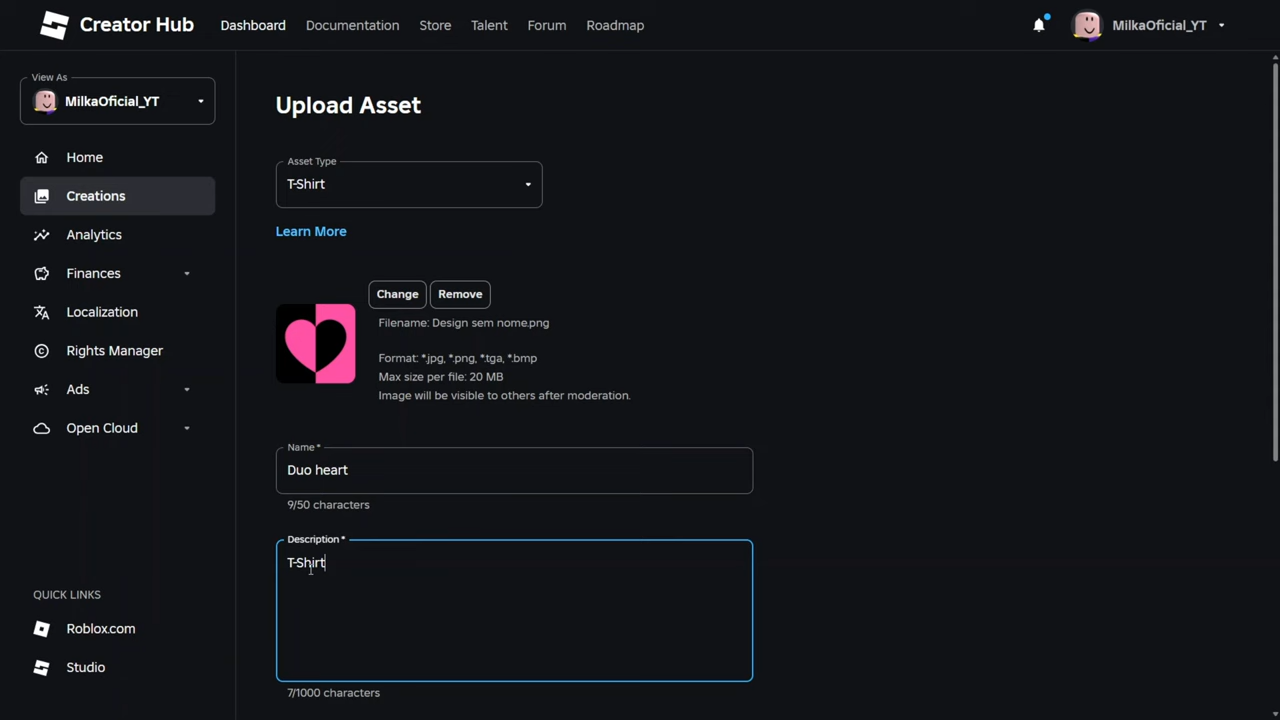 Creator Hub Dashboard Documentation Store Talent Forum Roadmap MilkaOficial_YT
View As
MilkaOficial_YT
Home
Creations
Analytics
Finances
Localization
Rights Manager
Ads
Open Cloud
QUICK LINKS
Roblox.com
Studio
Upload Asset
Asset Type
T-Shirt
Learn More
Change Remove
Filename: Design sem nome.png
Format: *.jpg, *.png, *.tga, *.bmp
Max size per file: 20 MB
Image will be visible to others after moderation.
Name*
Duo heart
9/50 characters
Description*
T-Shirt
7/1000 characters